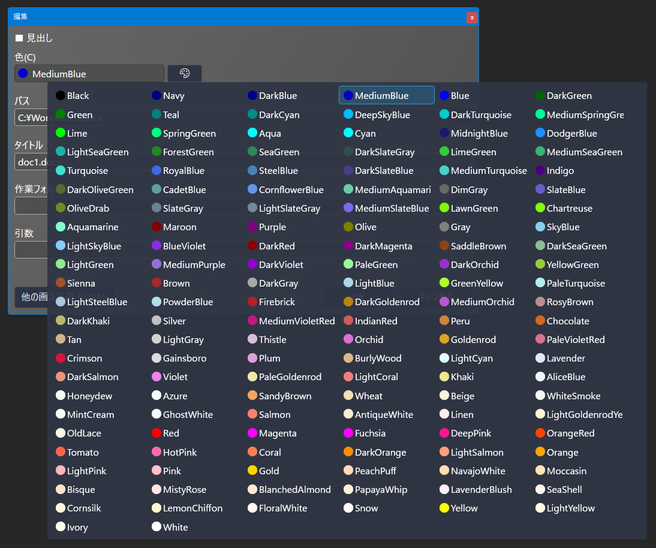 編集
見出し
色(C)
MediumBlue
パス
C:¥Wor
タイトル
doc1.do
作業フォ
引数
他の画
Black Navy DarkBlue MediumBlue Blue DarkGreen
Green Teal DarkCyan DeepSkyBlue DarkTurquoise MediumSpringGre
Lime SpringGreen Aqua Cyan MidnightBlue DodgerBlue
LightSeaGreen ForestGreen SeaGreen DarkSlateGray LimeGreen MediumSeaGreen
Turquoise RoyalBlue SteelBlue DarkSlateBlue MediumTurquoise Indigo
DarkOliveGreen CadetBlue CornflowerBlue MediumAquamari DimGray SlateBlue
OliveDrab SlateGray LightSlateGray MediumSlateBlue LawnGreen Chartreuse
Aquamarine Maroon Purple Olive Gray SkyBlue
LightSkyBlue BlueViolet DarkRed DarkMagenta SaddleBrown DarkSeaGreen
LightGreen MediumPurple DarkViolet PaleGreen DarkOrchid YellowGreen
Sienna Brown DarkGray LightBlue GreenYellow PaleTurquoise
LightSteelBlue PowderBlue Firebrick DarkGoldenrod MediumOrchid RosyBrown
DarkKhaki Silver MediumVioletRed IndianRed Peru Chocolate
Tan LightGray Thistle Orchid Goldenrod PaleVioletRed
Crimson Gainsboro Plum BurlyWood LightCyan Lavender
DarkSalmon Violet PaleGoldenrod LightCoral Khaki AliceBlue
Honeydew Azure SandyBrown Wheat Beige WhiteSmoke
MintCream GhostWhite Salmon AntiqueWhite Linen LightGoldenrodYe
OldLace Red Magenta Fuchsia DeepPink OrangeRed
Tomato HotPink Coral DarkOrange LightSalmon Orange
LightPink Pink Gold PeachPuff NavajoWhite Moccasin
Bisque MistyRose BlanchedAlmond PapayaWhip LavenderBlush SeaShell
Cornsilk LemonChiffon FloralWhite Snow Yellow LightYellow
Ivory White